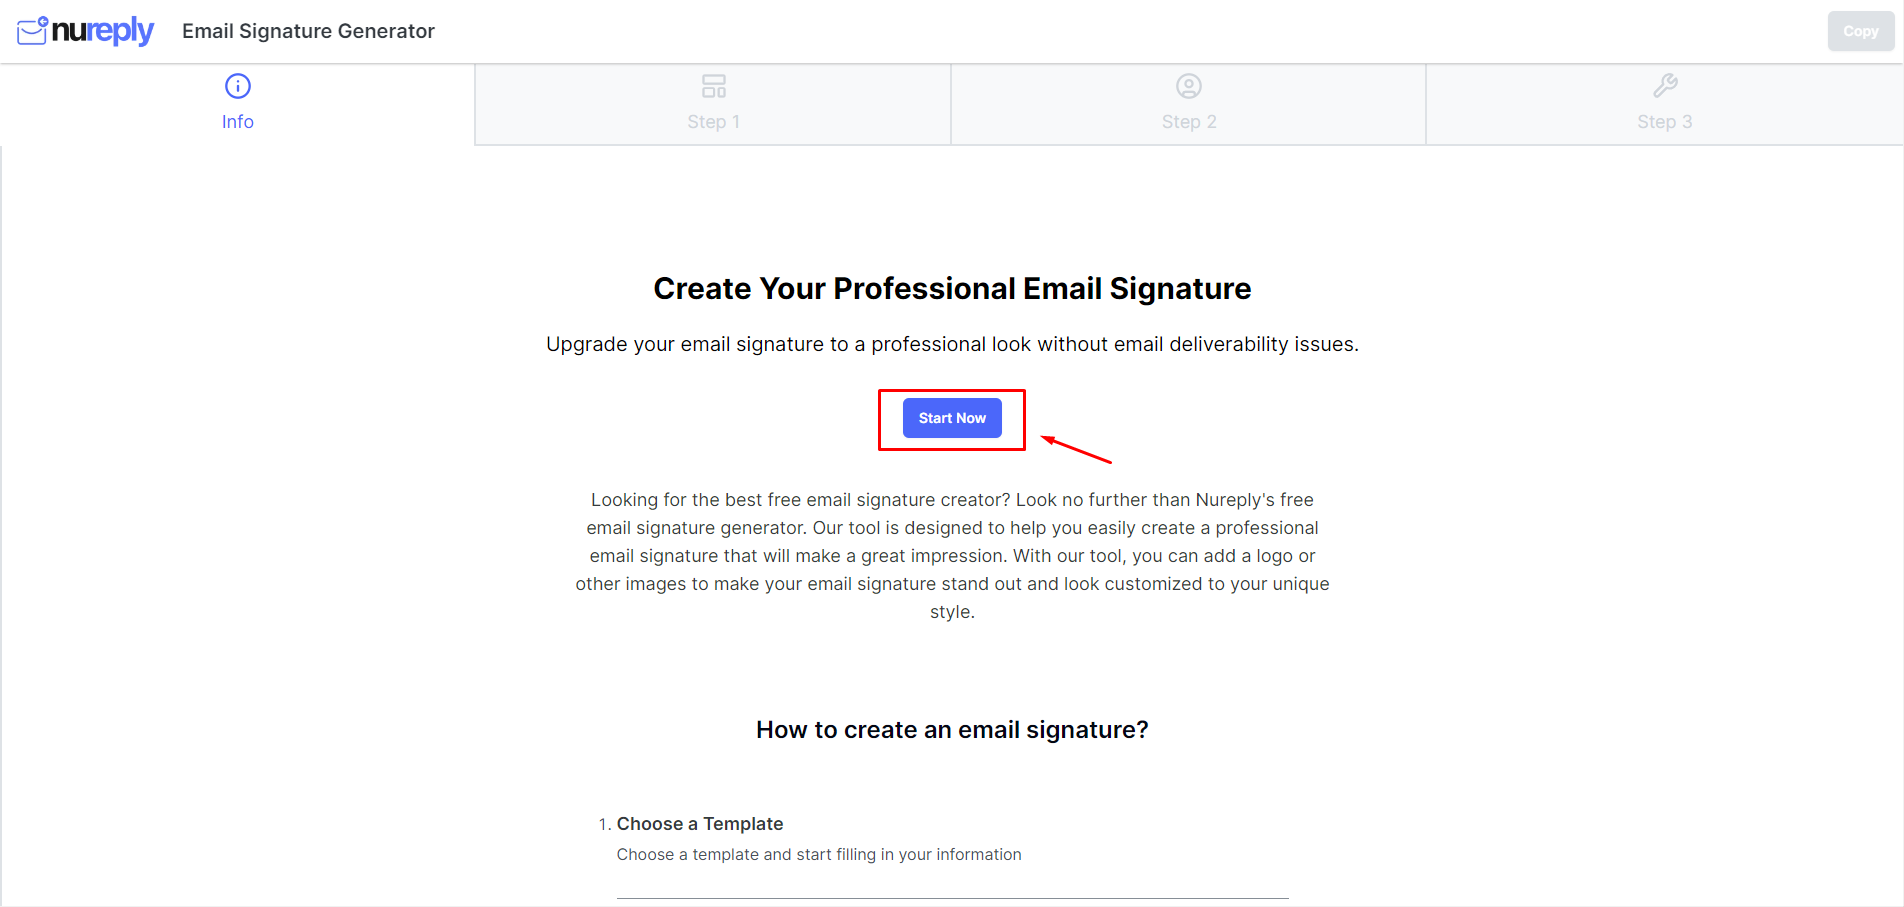 nureply Email Signature Generator Copy
Info Step 1 Step 2 Step 3
Create Your Professional Email Signature
Upgrade your email signature to a professional look without email deliverability issues.
Start Now
Looking for the best free email signature creator? Look no further than Nureply's free
email signature generator. Our tool is designed to help you easily create a professional
email signature that will make a great impression. With our tool, you can add a logo or
other images to make your email signature stand out and look customized to your unique
style.
How to create an email signature?
1. Choose a Template
Choose a template and start filling in your information